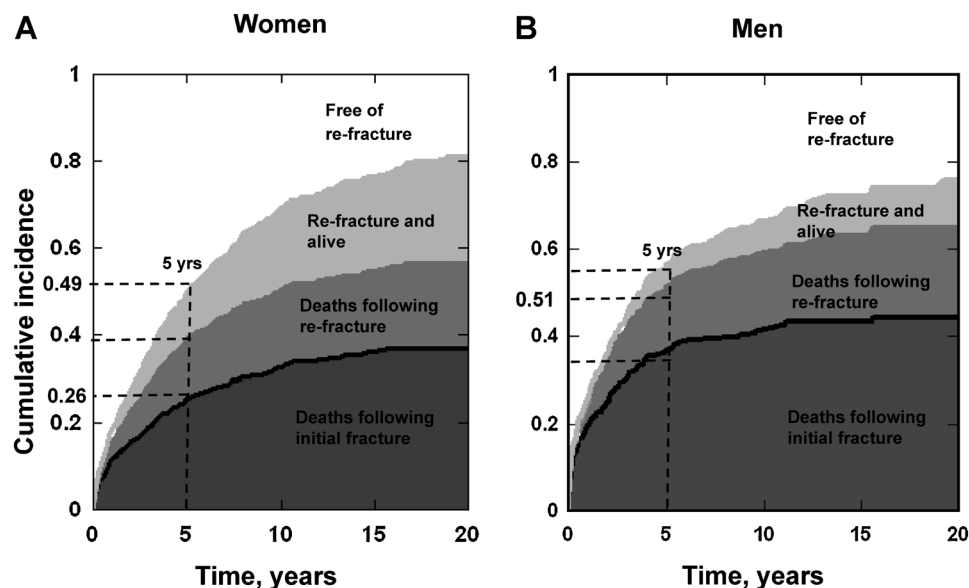 A
Women
Cumulative incidence
1
0.8
0.6
0.49
0.4
0.26
0.2
0
Free of
re-fracture
Re-fracture and
alive
5 yrs
Deaths following
re-fracture
Deaths following
initial fracture
0 5 10 15 20
Time, years
B
Men
1
0.8
0.6
0.51
0.4
0.2
0
Free of
re-fracture
Re-fracture and
alive
5 yrs
Deaths following
re-fracture
Deaths following
initial fracture
0 5 10 15 20
Time, years